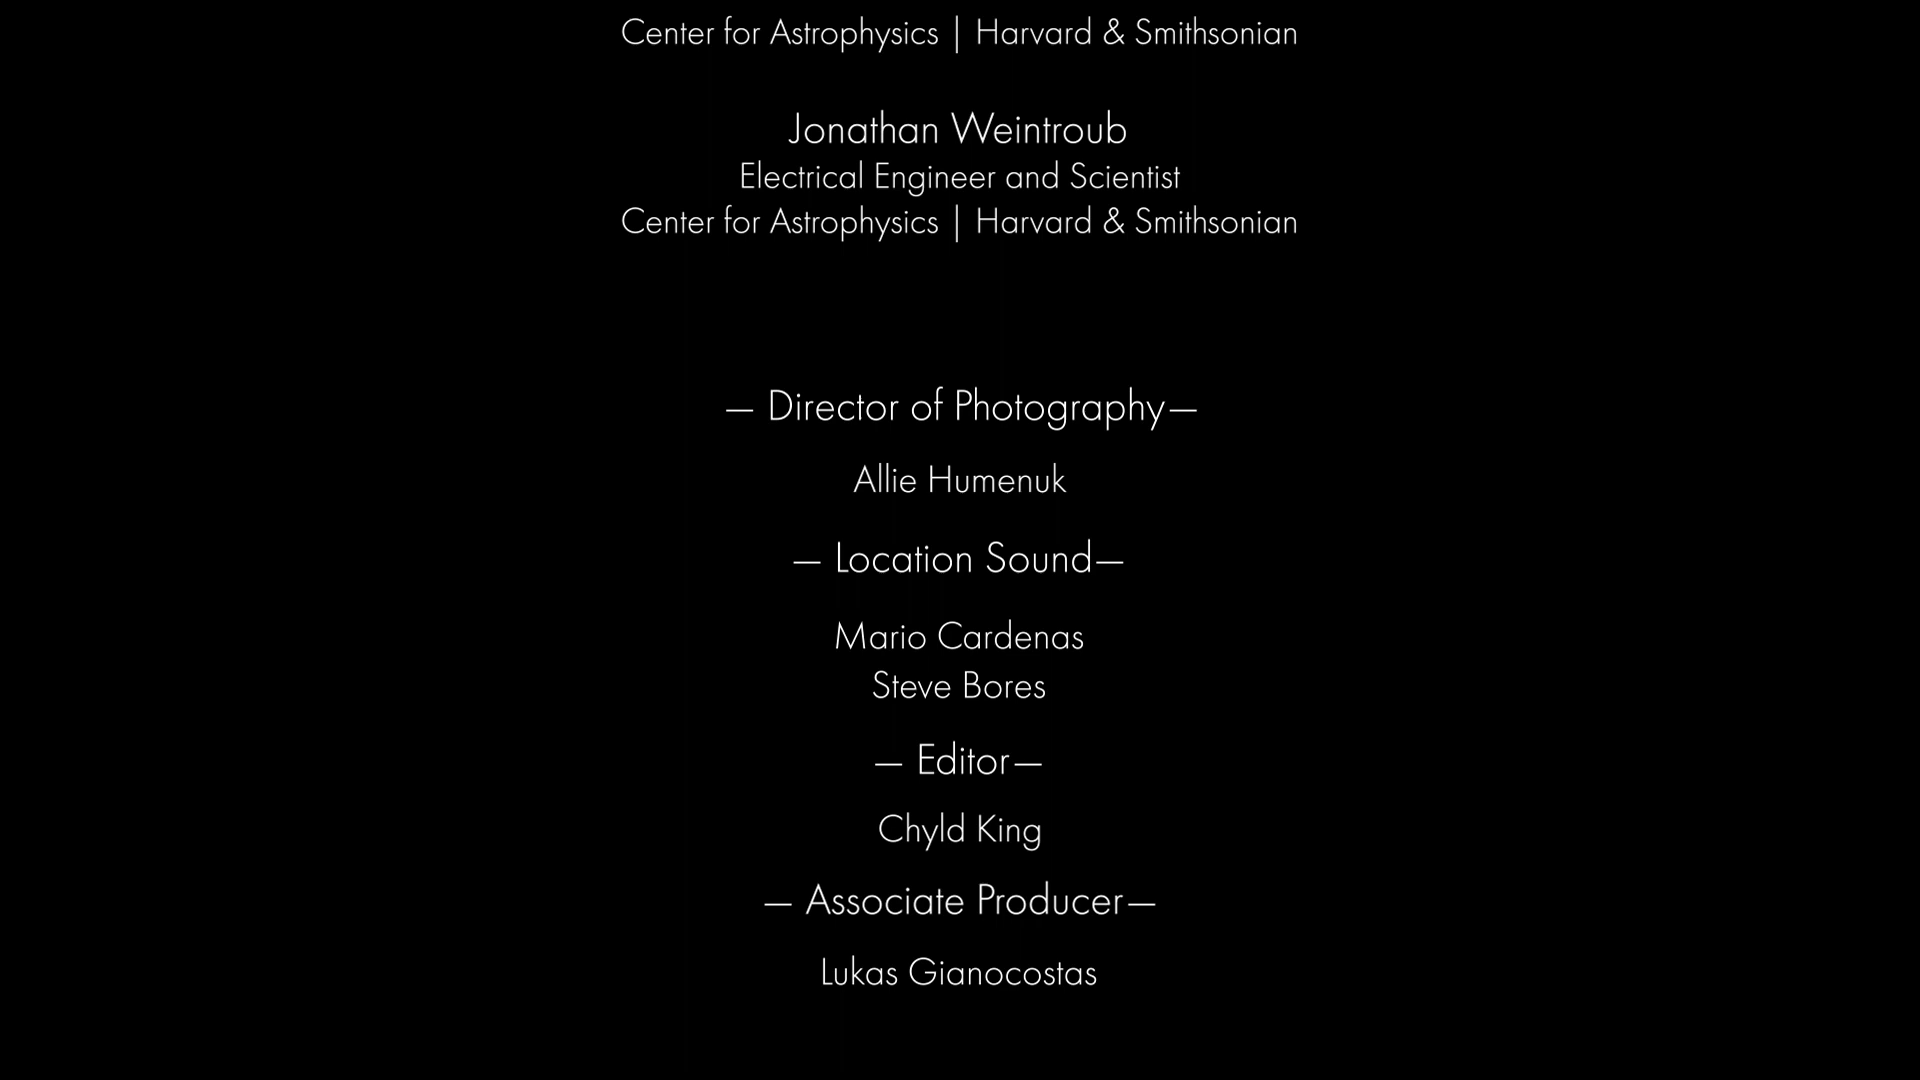 Center for Astrophysics | Harvard & Smithsonian
Jonathan Weintroub
Electrical Engineer and Scientist
Center for Astrophysics | Harvard & Smithsonian
— Director of Photography—
Allie Humenuk
— Location Sound—
Mario Cardenas
Steve Bores
— Editor—
Chyld King
— Associate Producer—
Lukas Gianocostas